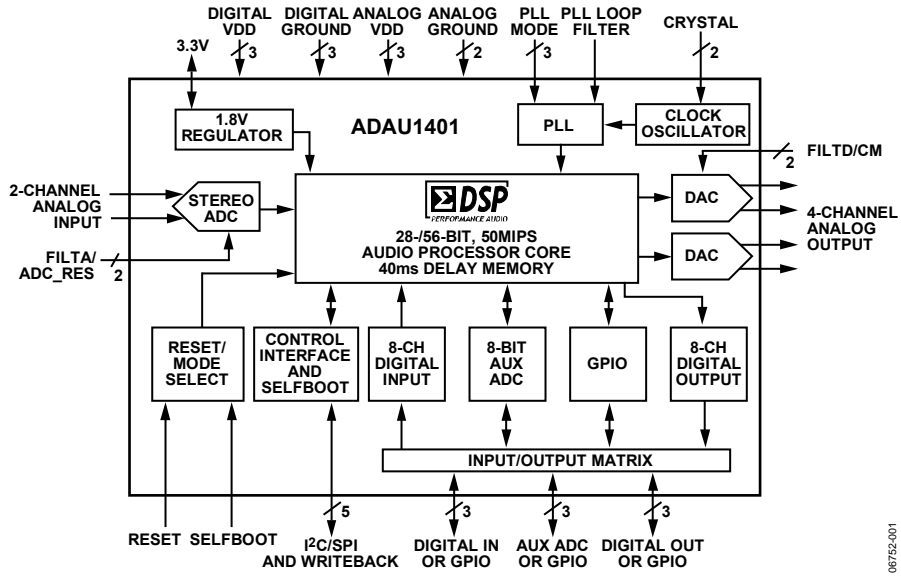 DIGITAL VDD
DIGITAL GROUND
ANALOG VDD
ANALOG GROUND
PLL MODE
PLL LOOP FILTER
CRYSTAL
3.3V
3
3
3
2
3
2
1.8V
REGULATOR
ADAU1401
PLL
CLOCK
OSCILLATOR
2-CHANNEL
ANALOG
INPUT
STEREO
ADC
FILTA/
ADC_RES
2
DSP
PERFORMANCE AUDIO
28-/56-BIT, 50MIPS
AUDIO PROCESSOR CORE
40ms DELAY MEMORY
DAC
DAC
FILTD/CM
2
4-CHANNEL
ANALOG
OUTPUT
RESET/
MODE
SELECT
CONTROL
INTERFACE
AND
SELFBOOT
8-CH
DIGITAL
INPUT
8-BIT
AUX
ADC
GPIO
8-CH
DIGITAL
OUTPUT
INPUT/OUTPUT MATRIX
5
3
3
3
RESET SELFBOOT
I²C/SPI
AND WRITEBACK
DIGITAL IN
OR GPIO
AUX ADC
OR GPIO
DIGITAL OUT
OR GPIO
06752-001